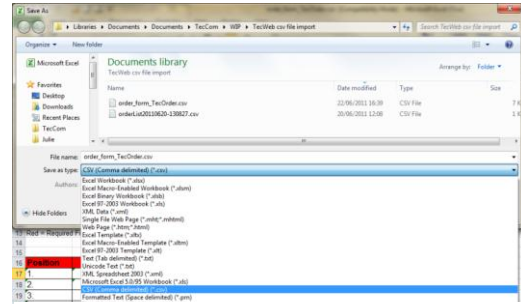 Save As
Libraries ▸ Documents ▸ Documents ▸ TecCom ▸ WIP ▸ TecWeb csv file import
Search TecWeb csv file import
Organize
New folder
Microsoft Excel
Documents library
TecWeb csv file import
Arrange by: Folder
Favorites
Desktop
Downloads
Recent Places
TecCom
Julie
Name
Date modified
Type
Size
order_form_TecOrder.csv
22/06/2011 16:39
CSV File
orderList20110620-130827.csv
20/06/2011 12:08
CSV File
File name: order_form_TecOrder.csv
Save as type: CSV (Comma delimited) (*.csv)
Authors:
Excel Workbook (*.xlsx)
Excel Macro-Enabled Workbook (*.xlsm)
Excel Binary Workbook (*.xlsb)
Excel 97-2003 Workbook (*.xls)
XML Data (*.xml)
Single File Web Page (*.mht;*.mhtml)
Web Page (*.htm;*.html)
Excel Template (*.xltx)
Excel Macro-Enabled Template (*.xltm)
Excel 97-2003 Template (*.xlt)
Text (Tab delimited) (*.txt)
Unicode Text (*.txt)
XML Spreadsheet 2003 (*.xml)
Microsoft Excel 5.0/95 Workbook (*.xls)
CSV (Comma delimited) (*.csv)
Formatted Text (Space delimited) (*.prn)
Hide Folders
13 Red = Required F
14
15
16 Position
17 1.
18 2.
19 3.